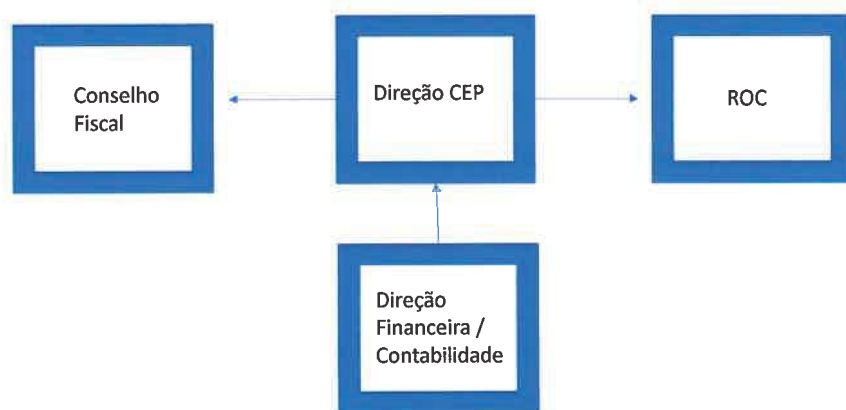 Conselho
Fiscal
Direção CEP
ROC
Direção
Financeira /
Contabilidade